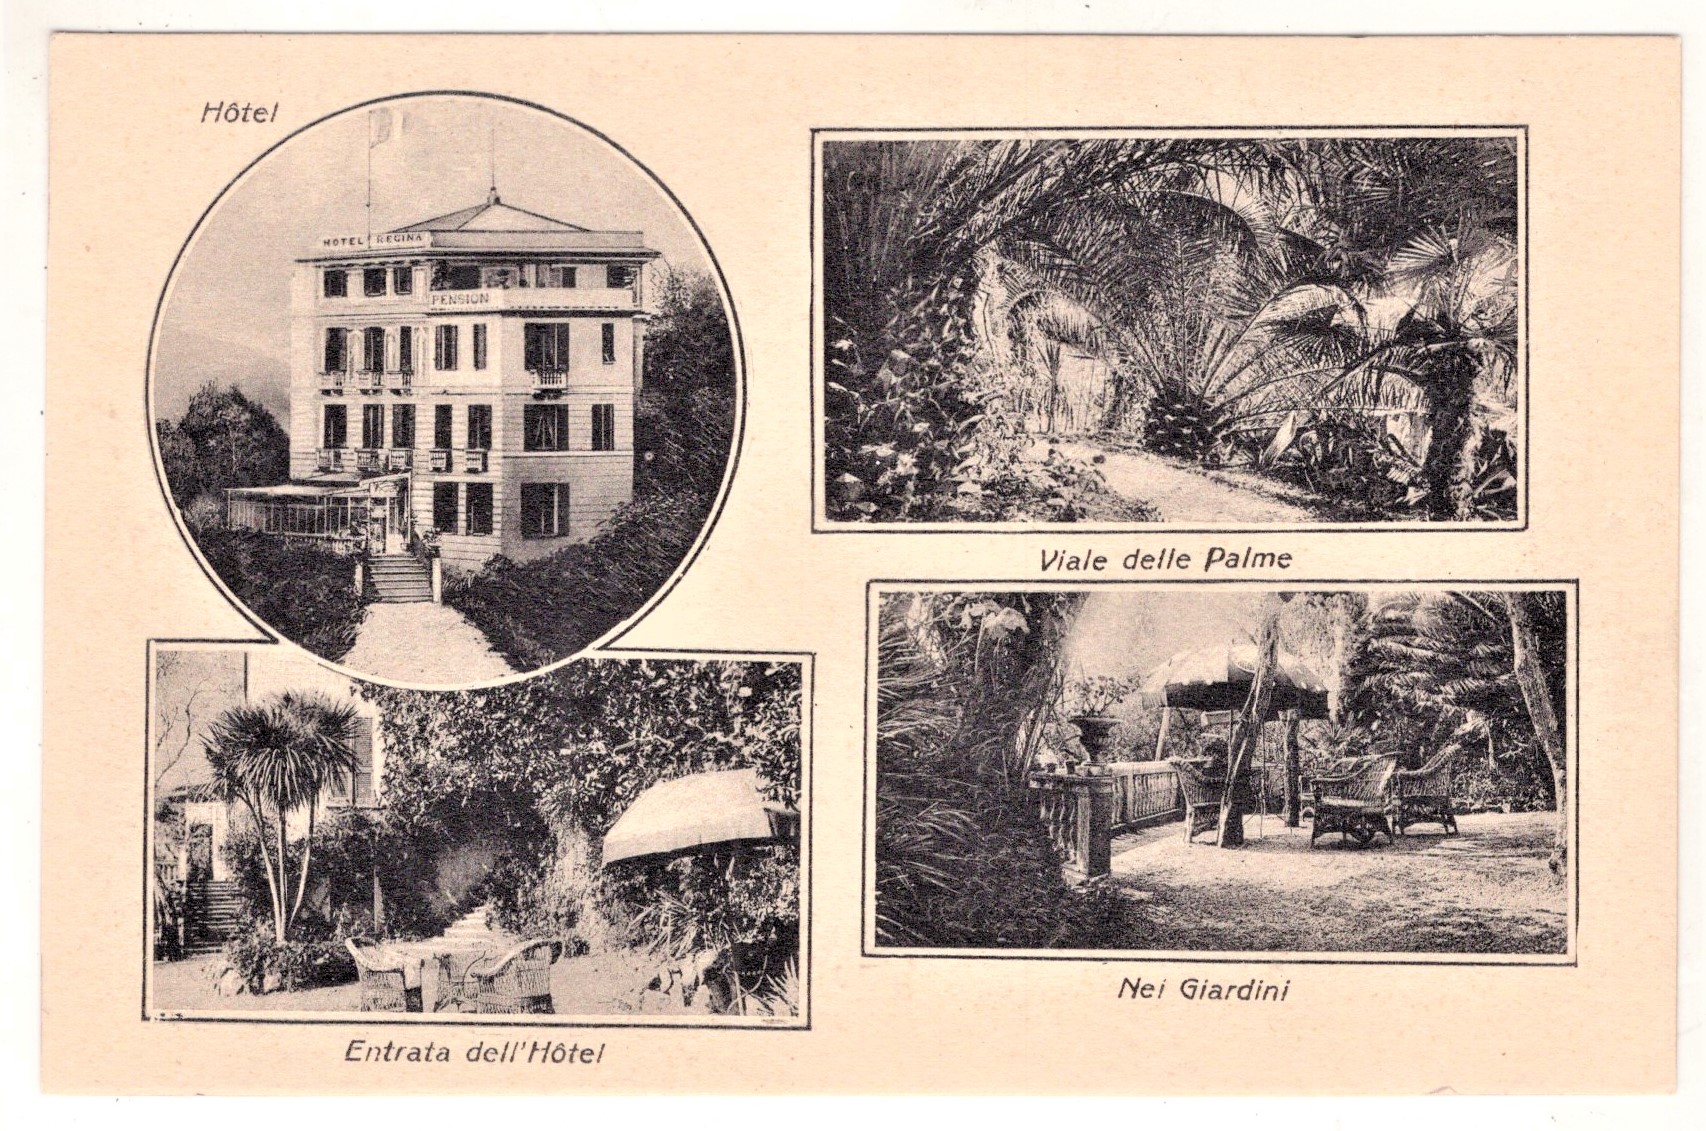 Hôtel
HOTEL REGINA
PENSION
Viale delle Palme
Nei Giardini
Entrata dell'Hôtel